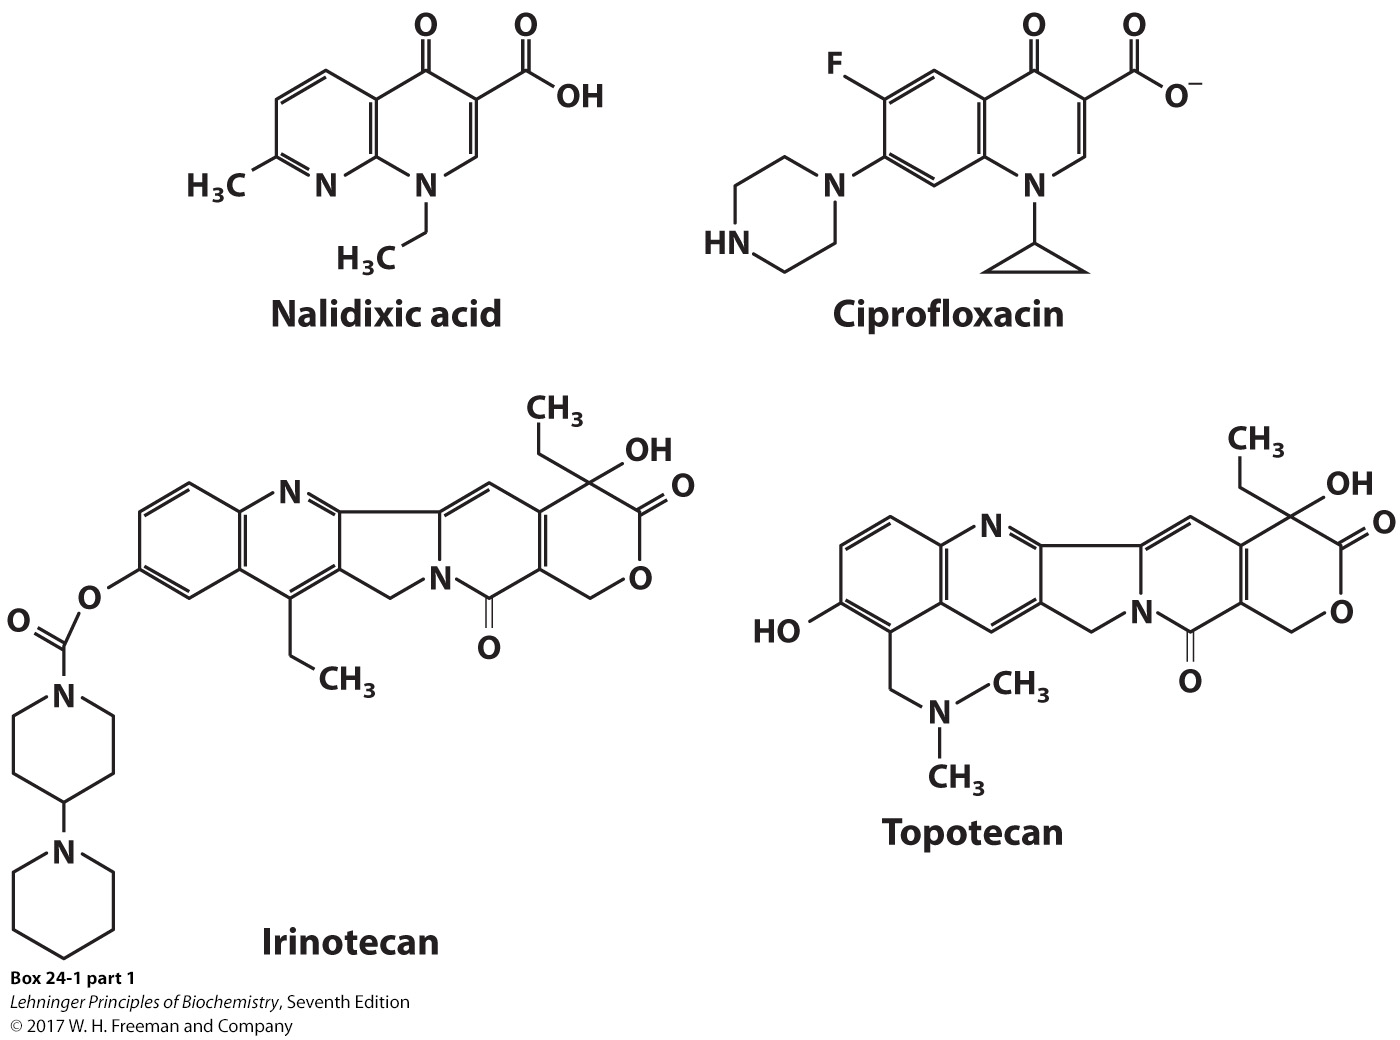 O O
OH
H3C N N
H3C
Nalidixic acid
O O
F
O−
N N
HN
Ciprofloxacin
CH3
OH
N O
O N O
O O
CH3
N
N
Irinotecan
CH3
OH
N O
HO N O
O
N CH3
CH3
Topotecan
Box 24-1 part 1
Lehninger Principles of Biochemistry, Seventh Edition
© 2017 W. H. Freeman and Company